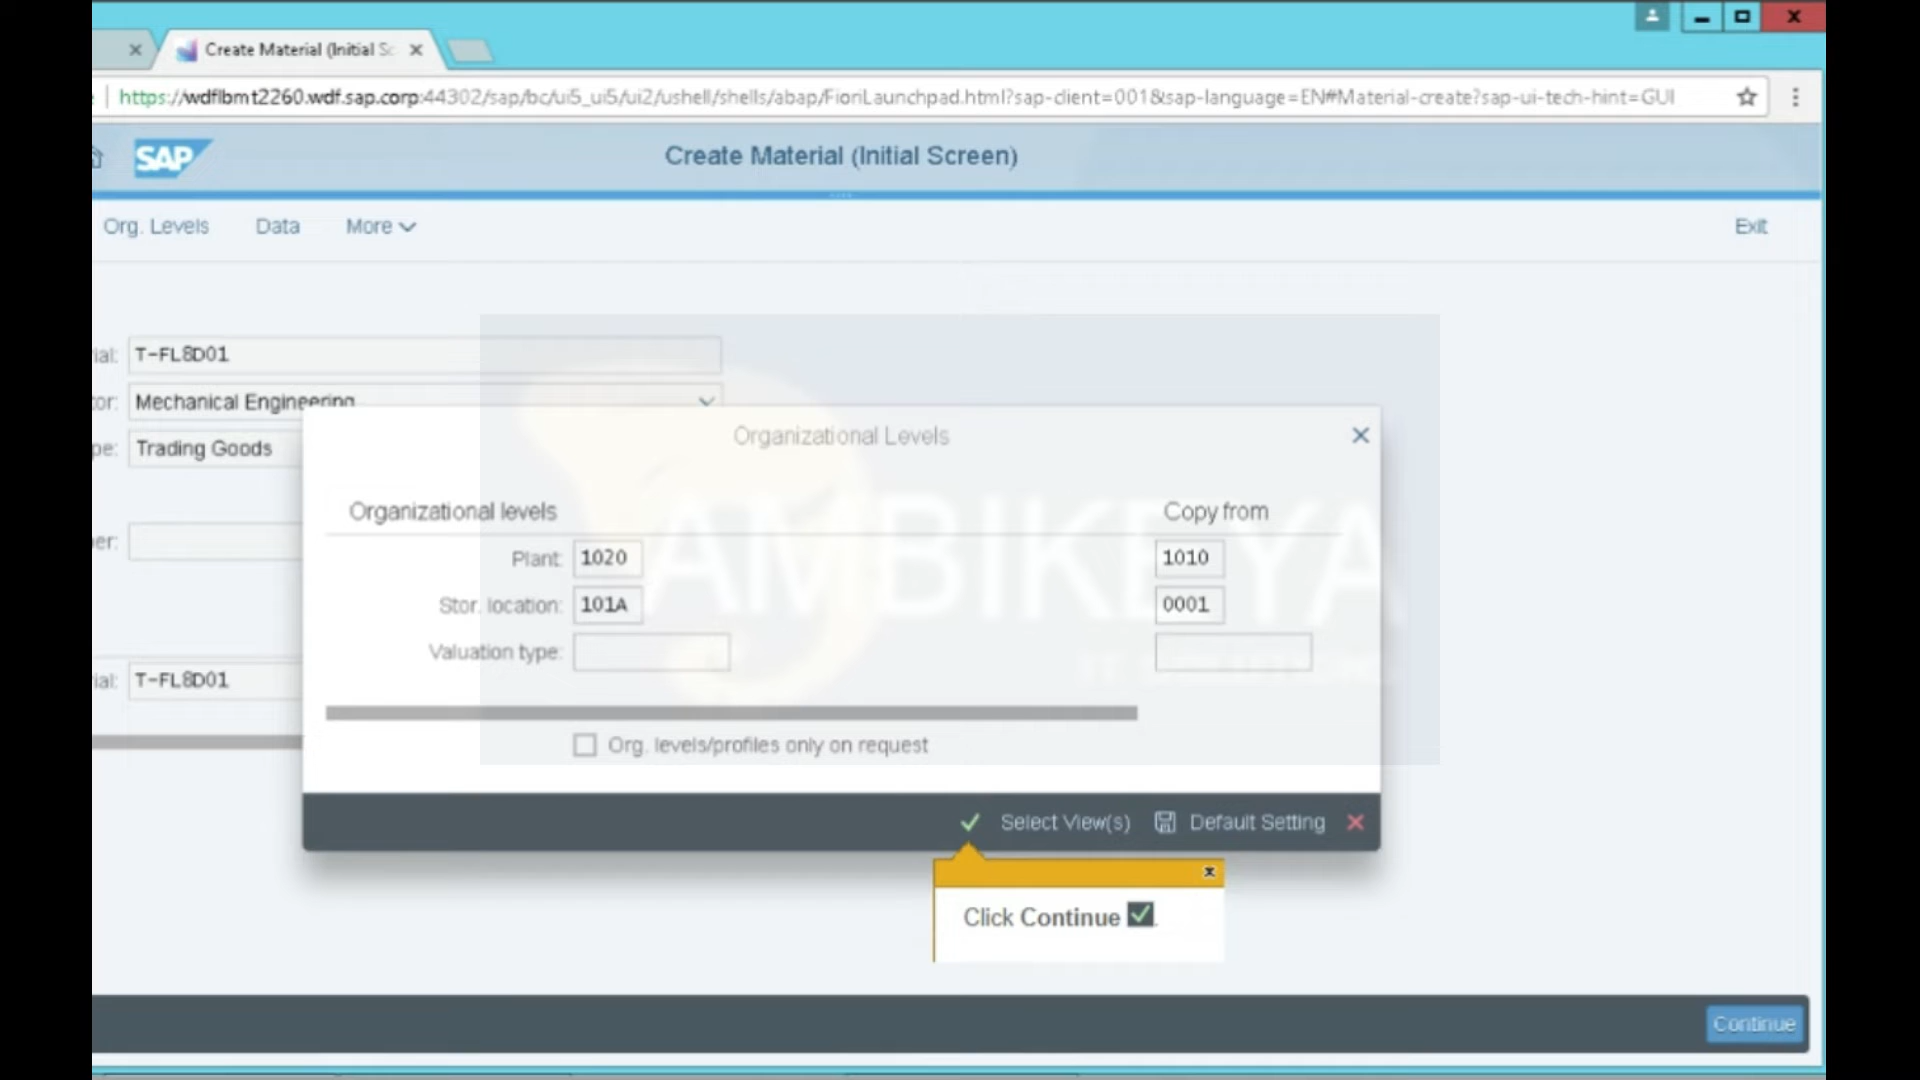 Create Material (Initial Sc
https://wdflbmt2260.wdf.sap.corp:44302/sap/bc/ui5_ui5/ui2/ushell/shells/abap/FioriLaunchpad.html?sap-client=001&sap-language=EN#Material-create?sap-ui-tech-hint=GUI
SAP
Create Material (Initial Screen)
Org. Levels Data More Exit
ial: T-FL8D01
tor: Mechanical Engineering
pe: Trading Goods
Organizational Levels
Organizational levels Copy from
AMBIKEYA
ber:
Plant: 1020 1010
Stor. location: 101A 0001
Valuation type:
ial: T-FL8D01
Org. levels/profiles only on request
Select View(s) Default Setting
Click Continue
Continue